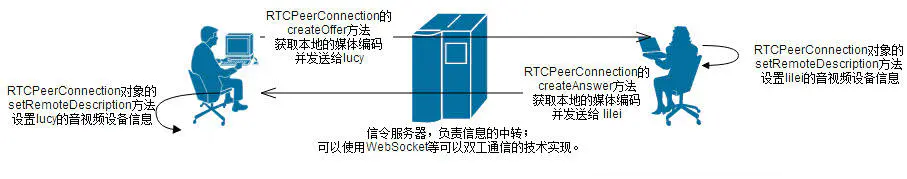 RTCPeerConnection的
createOffer方法
获取本地的媒体编码
并发送给lucy
RTCPeerConnection对象的
setRemoteDescription方法
设置lilei的音视频设备信息
RTCPeerConnection的
createAnswer方法
获取本地的媒体编码
并发送给 lilei
RTCPeerConnection对象的
setRemoteDescription方法
设置lucy的音视频设备信息
信令服务器，负责信息的中转；
可以使用WebSocket等可以双工通信的技术实现。